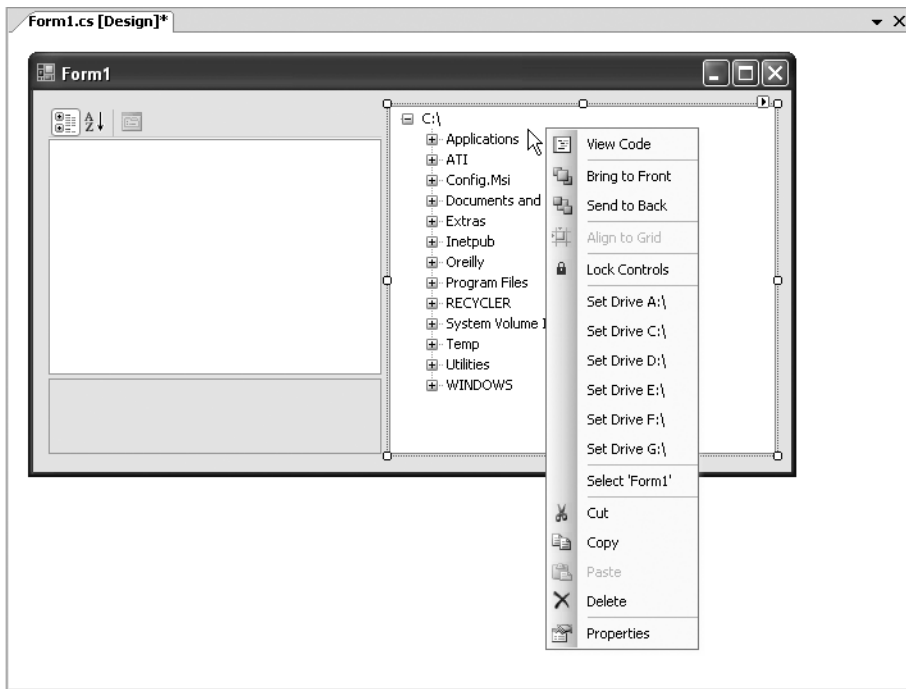 Form1.cs [Design]*
Form1
C:\
Applications
ATI
Config.Msi
Documents and
Extras
Inetpub
Oreilly
Program Files
RECYCLER
System Volume
Temp
Utilities
WINDOWS
View Code
Bring to Front
Send to Back
Align to Grid
Lock Controls
Set Drive A:\
Set Drive C:\
Set Drive D:\
Set Drive E:\
Set Drive F:\
Set Drive G:\
Select 'Form1'
Cut
Copy
Paste
Delete
Properties